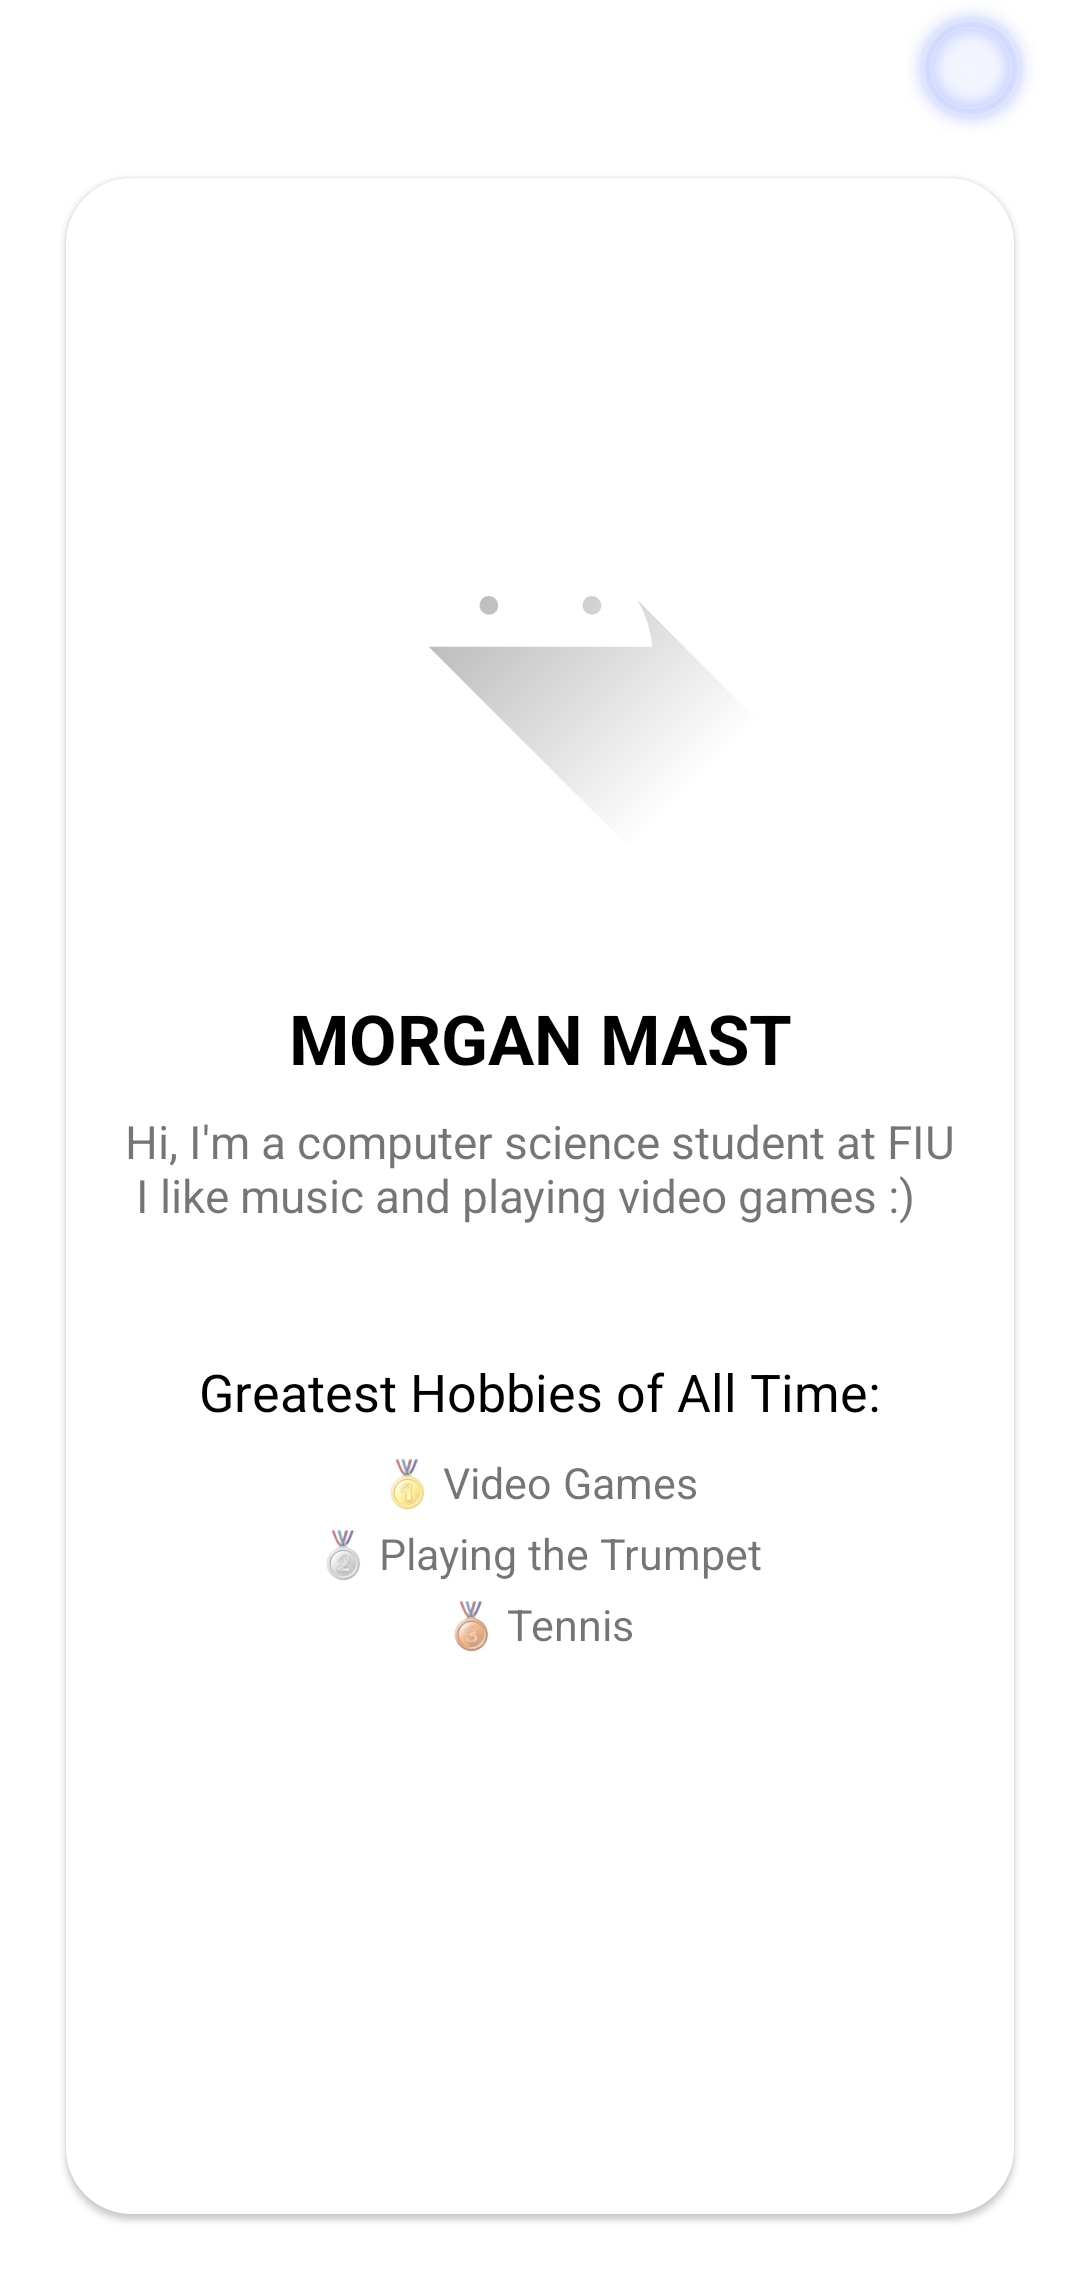 MORGAN MAST
Hi, I'm a computer science student at FIU
I like music and playing video games :)
Greatest Hobbies of All Time:
🥇 Video Games
🥈 Playing the Trumpet
🥉 Tennis